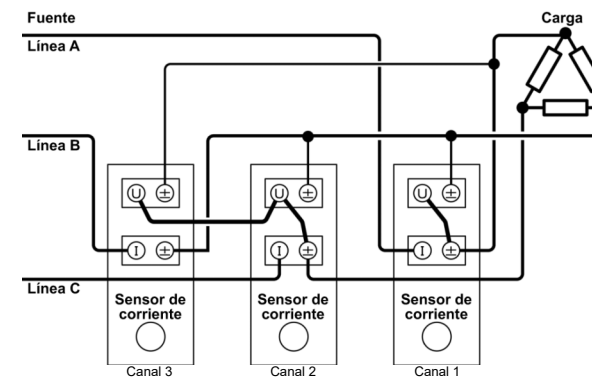 Fuente
Carga
Línea A
Línea B
U ± U ± U ±
I ± I ± I ±
Línea C
Sensor de corriente
Sensor de corriente
Sensor de corriente
Canal 3
Canal 2
Canal 1